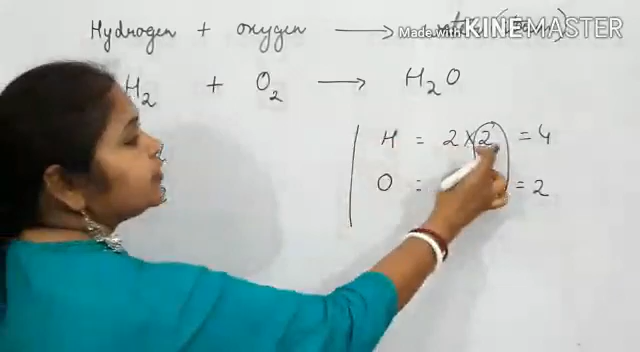 Hydrogen + oxygen ⟶
Made with KINEMASTER
H₂ + O₂ ⟶ H₂O
H = 2 × 2 = 4
O = = 2